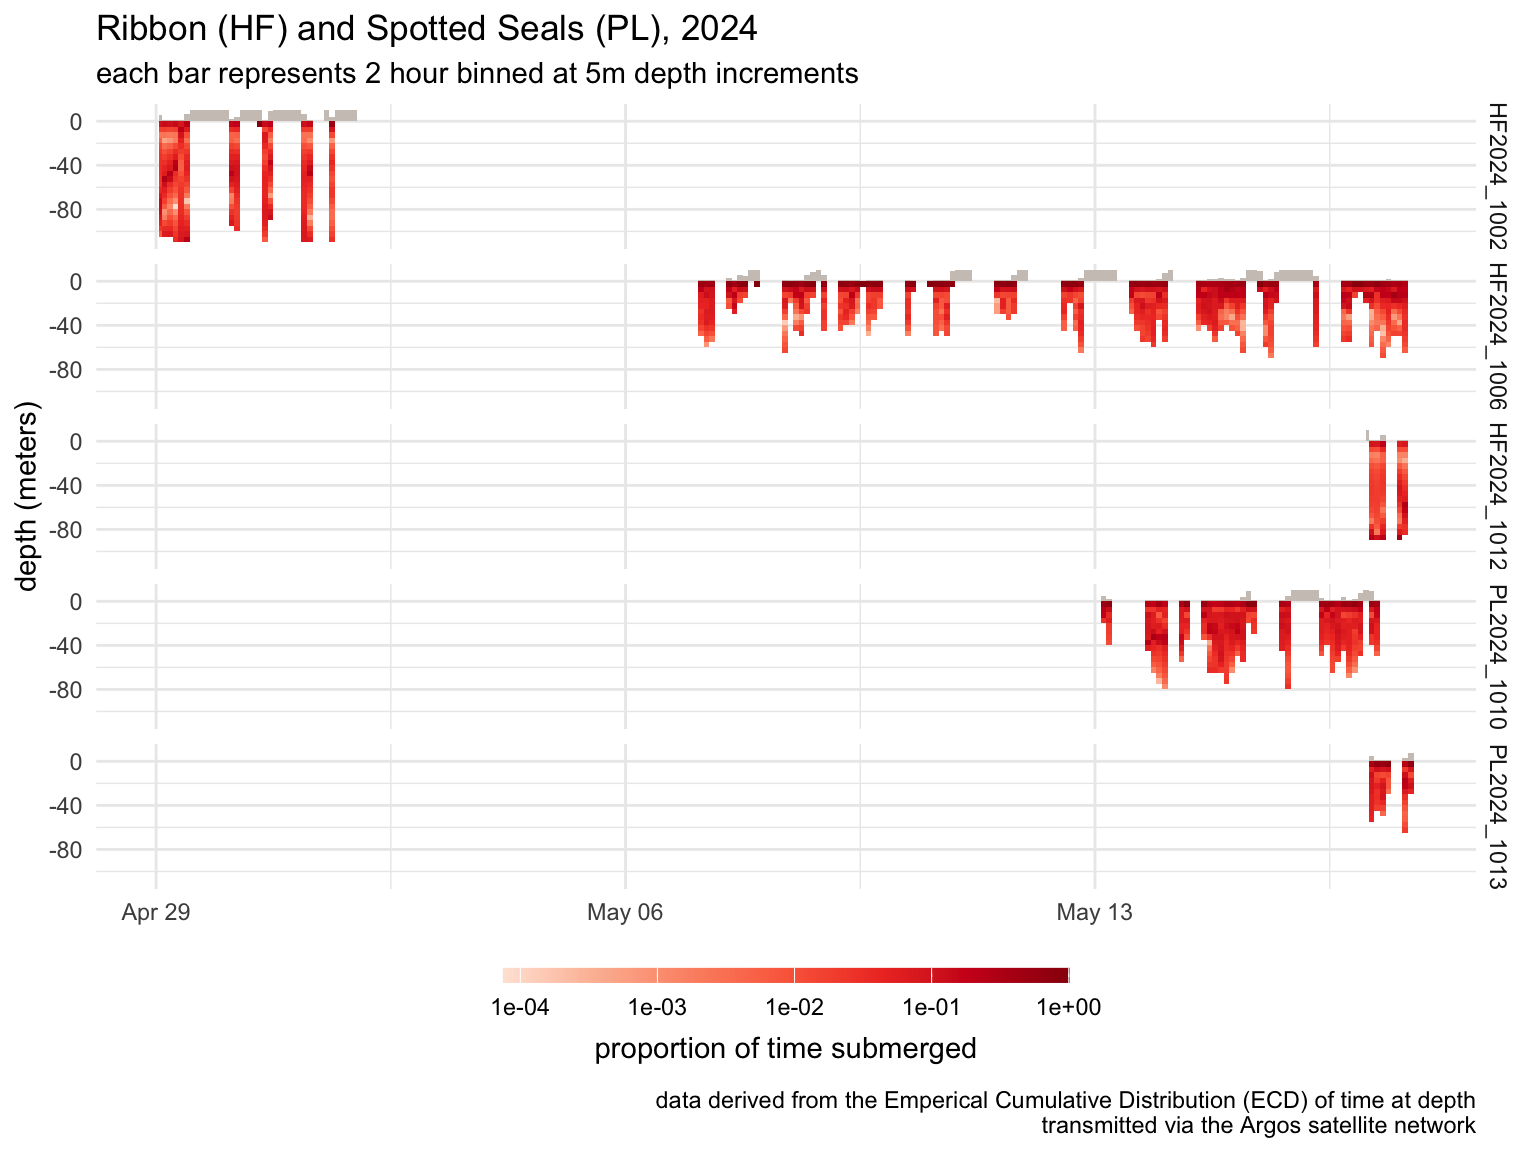 Ribbon (HF) and Spotted Seals (PL), 2024
each bar represents 2 hour binned at 5m depth increments
depth (meters)
0
-40
-80
HF2024_1002
0
-40
-80
HF2024_1006
0
-40
-80
HF2024_1012
0
-40
-80
PL2024_1010
0
-40
-80
PL2024_1013
Apr 29 May 06 May 13
1e-04 1e-03 1e-02 1e-01 1e+00
proportion of time submerged
data derived from the Emperical Cumulative Distribution (ECD) of time at depth
transmitted via the Argos satellite network